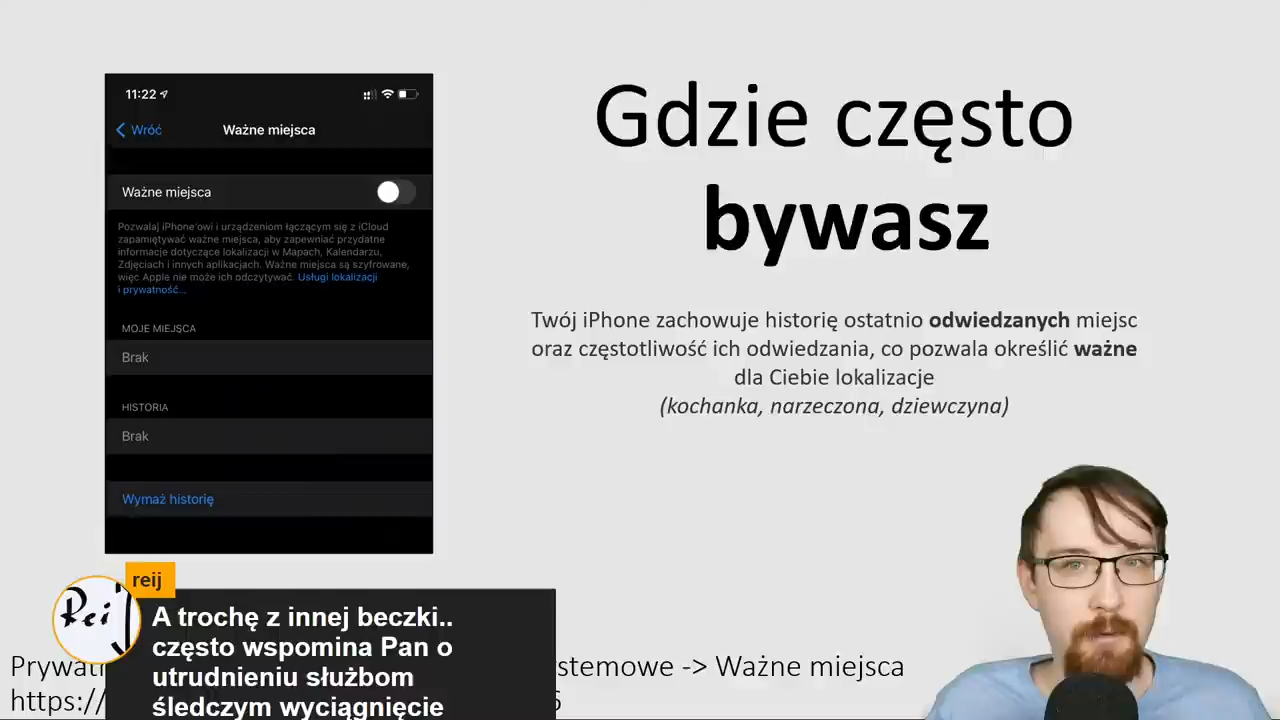 11:22
Wróć
Ważne miejsca
Ważne miejsca
Pozwalaj iPhone'owi i urządzeniom łączącym się z iCloud
zapamiętywać ważne miejsca, aby zapewniać przydatne
informacje dotyczące lokalizacji w Mapach, Kalendarzu,
Zdjęciach i innych aplikacjach. Ważne miejsca są szyfrowane,
więc Apple nie może ich odczytywać. Usługi lokalizacji
i prywatność...
MOJE MIEJSCA
Brak
HISTORIA
Brak
Wymaż historię
Gdzie często
bywasz
Twój iPhone zachowuje historię ostatnio odwiedzanych miejsc
oraz częstotliwość ich odwiedzania, co pozwala określić ważne
dla Ciebie lokalizacje
(kochanka, narzeczona, dziewczyna)
reij
Rei
A trochę z innej beczki..
często wspomina Pan o
utrudnieniu służbom
śledczym wyciągnięcie
-> Ważne miejsca
https://